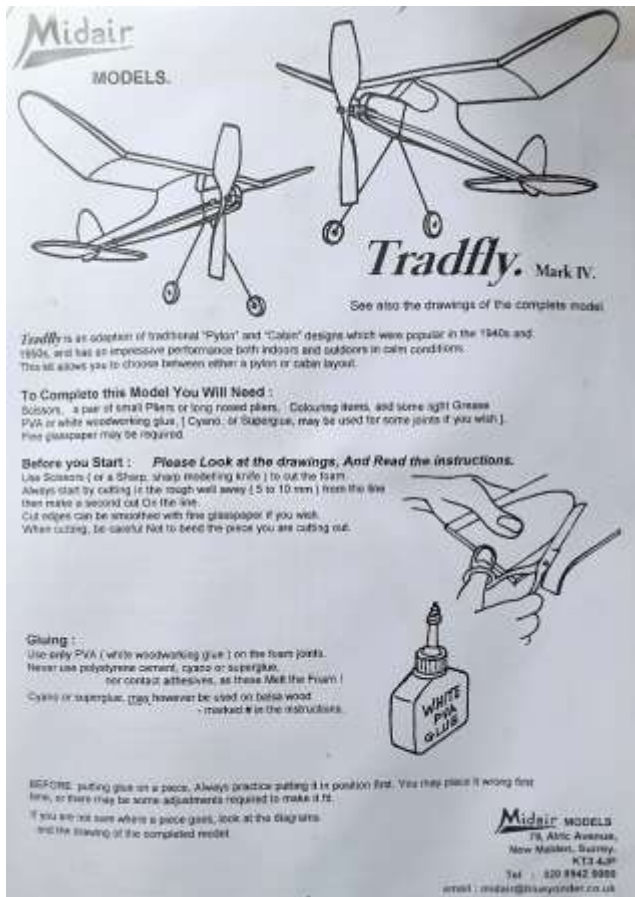 Midair
MODELS.
Tradfly. Mark IV.
See also the drawings of the complete model
Tradfly is an adaption of traditional "Pylon" and "Cabin" designs which were popular in the 1940s and
1950s, and has an impressive performance both indoors and outdoors in calm conditions.
This kit allows you to choose between either a pylon or cabin layout.
To Complete this Model You Will Need :
Scissors, a pair of small Pliers or long nosed pliers, Colouring items, and some light Grease
PVA or white woodworking glue, [ Cyano, or Superglue, may be used for some joints if you wish ].
Fine glasspaper may be required.
Before you Start : Please Look at the drawings, And Read the instructions.
Use Scissors ( or a Sharp, sharp modelling knife ) to cut the foam.
Always start by cutting in the rough well away ( 5 to 10 mm ) from the line
then make a second cut On the line.
Cut edges can be smoothed with fine glasspaper if you wish.
When cutting, be careful Not to bend the piece you are cutting out.
Gluing :
Use only PVA ( white woodworking glue ) on the foam joints.
Never use polystyrene cement, cyano or superglue,
nor contact adhesives, as these Melt the Foam !
Cyano or superglue, may however be used on balsa wood
- marked # in the instructions.
WHITE
PVA
GLUE
BEFORE putting glue on a piece, Always practice putting it in position first. You may place it wrong first
time, or there may be some adjustments required to make it fit.
If you are not sure where a piece goes, look at the diagrams
and the drawing of the completed model
Midair MODELS
Alric Avenue,
New Malden, Surrey.
KT3 4JP
Tel : 020 8942
email : midair@blueyonder.co.uk